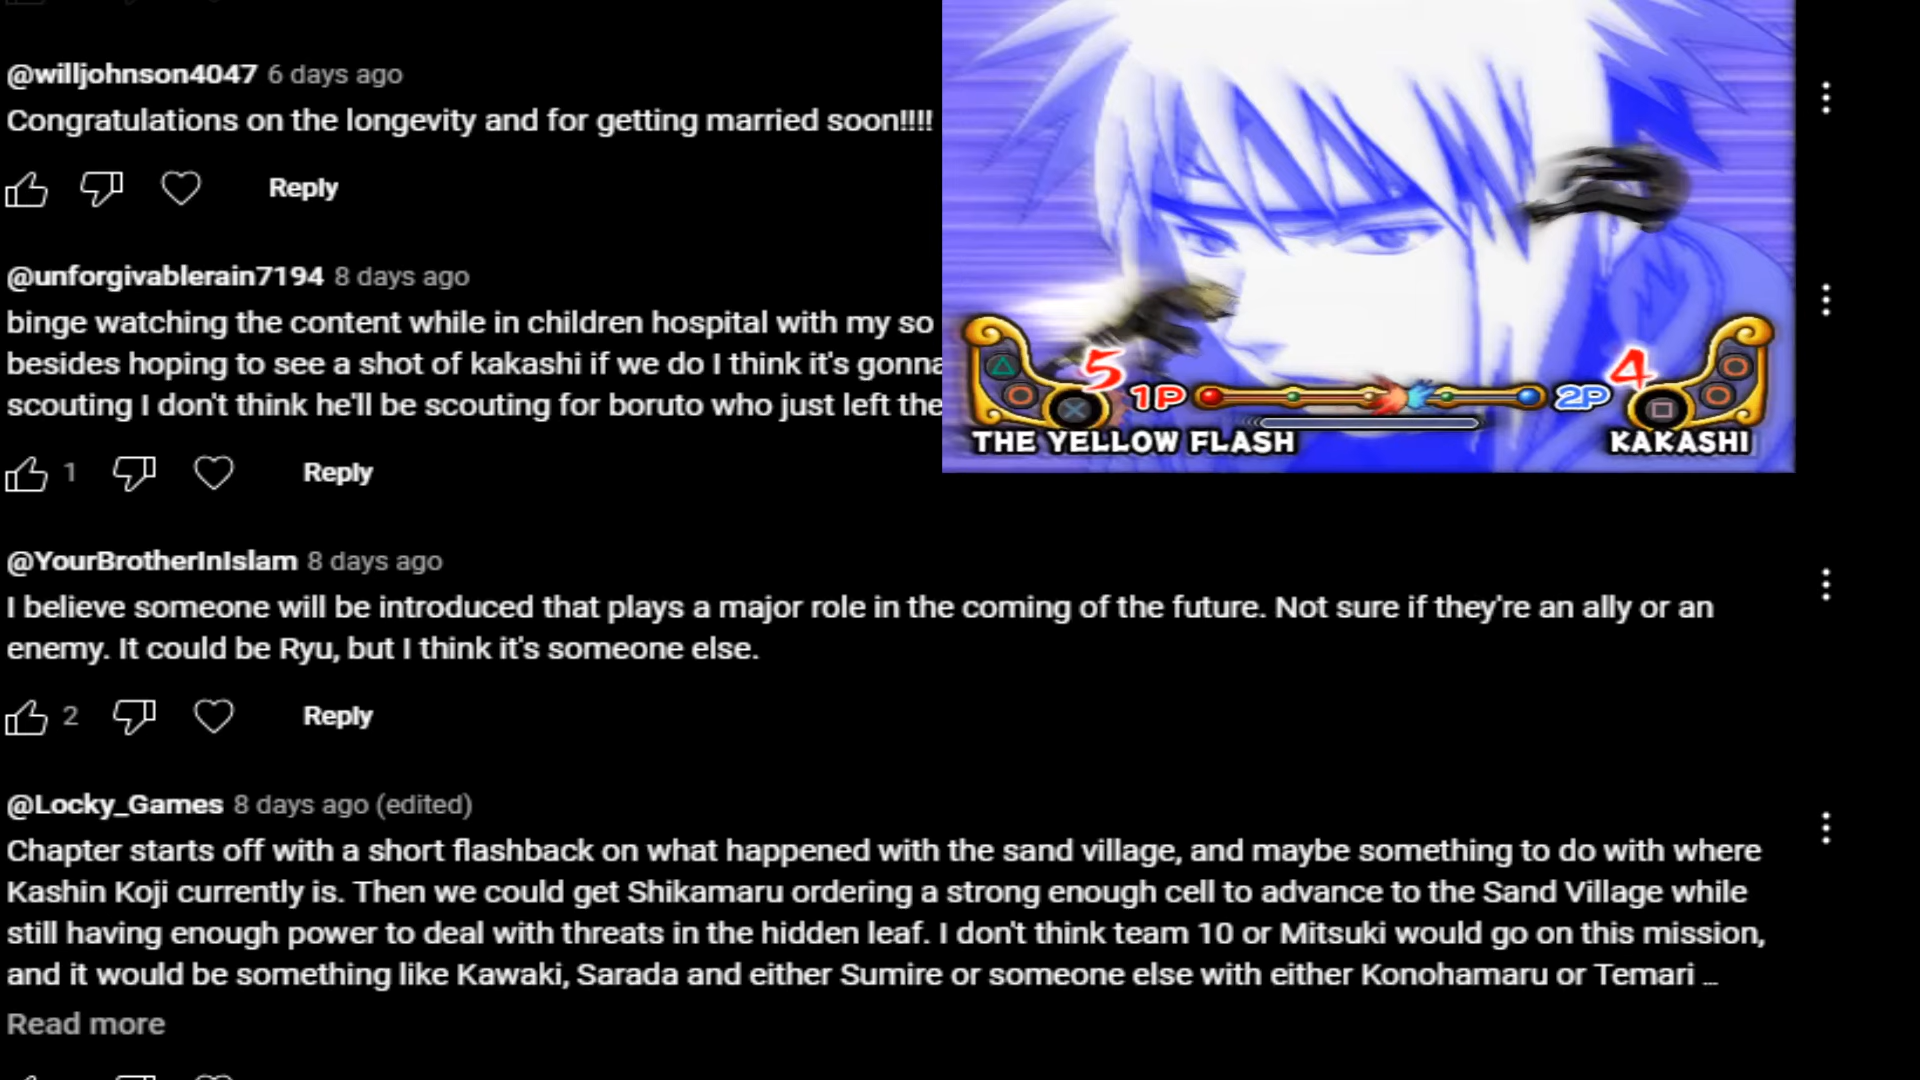 @willjohnson4047 6 days ago
Congratulations on the longevity and for getting married soon!!!!
Reply
@unforgivablerain7194 8 days ago
binge watching the content while in children hospital with my so
besides hoping to see a shot of kakashi if we do I think it's gonna
scouting I don't think he'll be scouting for boruto who just left the
1 Reply
5 1P 2P 4
THE YELLOW FLASH KAKASHI
@YourBrotherInIslam 8 days ago
I believe someone will be introduced that plays a major role in the coming of the future. Not sure if they're an ally or an
enemy. It could be Ryu, but I think it's someone else.
2 Reply
@Locky_Games 8 days ago (edited)
Chapter starts off with a short flashback on what happened with the sand village, and maybe something to do with where
Kashin Koji currently is. Then we could get Shikamaru ordering a strong enough cell to advance to the Sand Village while
still having enough power to deal with threats in the hidden leaf. I don't think team 10 or Mitsuki would go on this mission,
and it would be something like Kawaki, Sarada and either Sumire or someone else with either Konohamaru or Temari ...
Read more